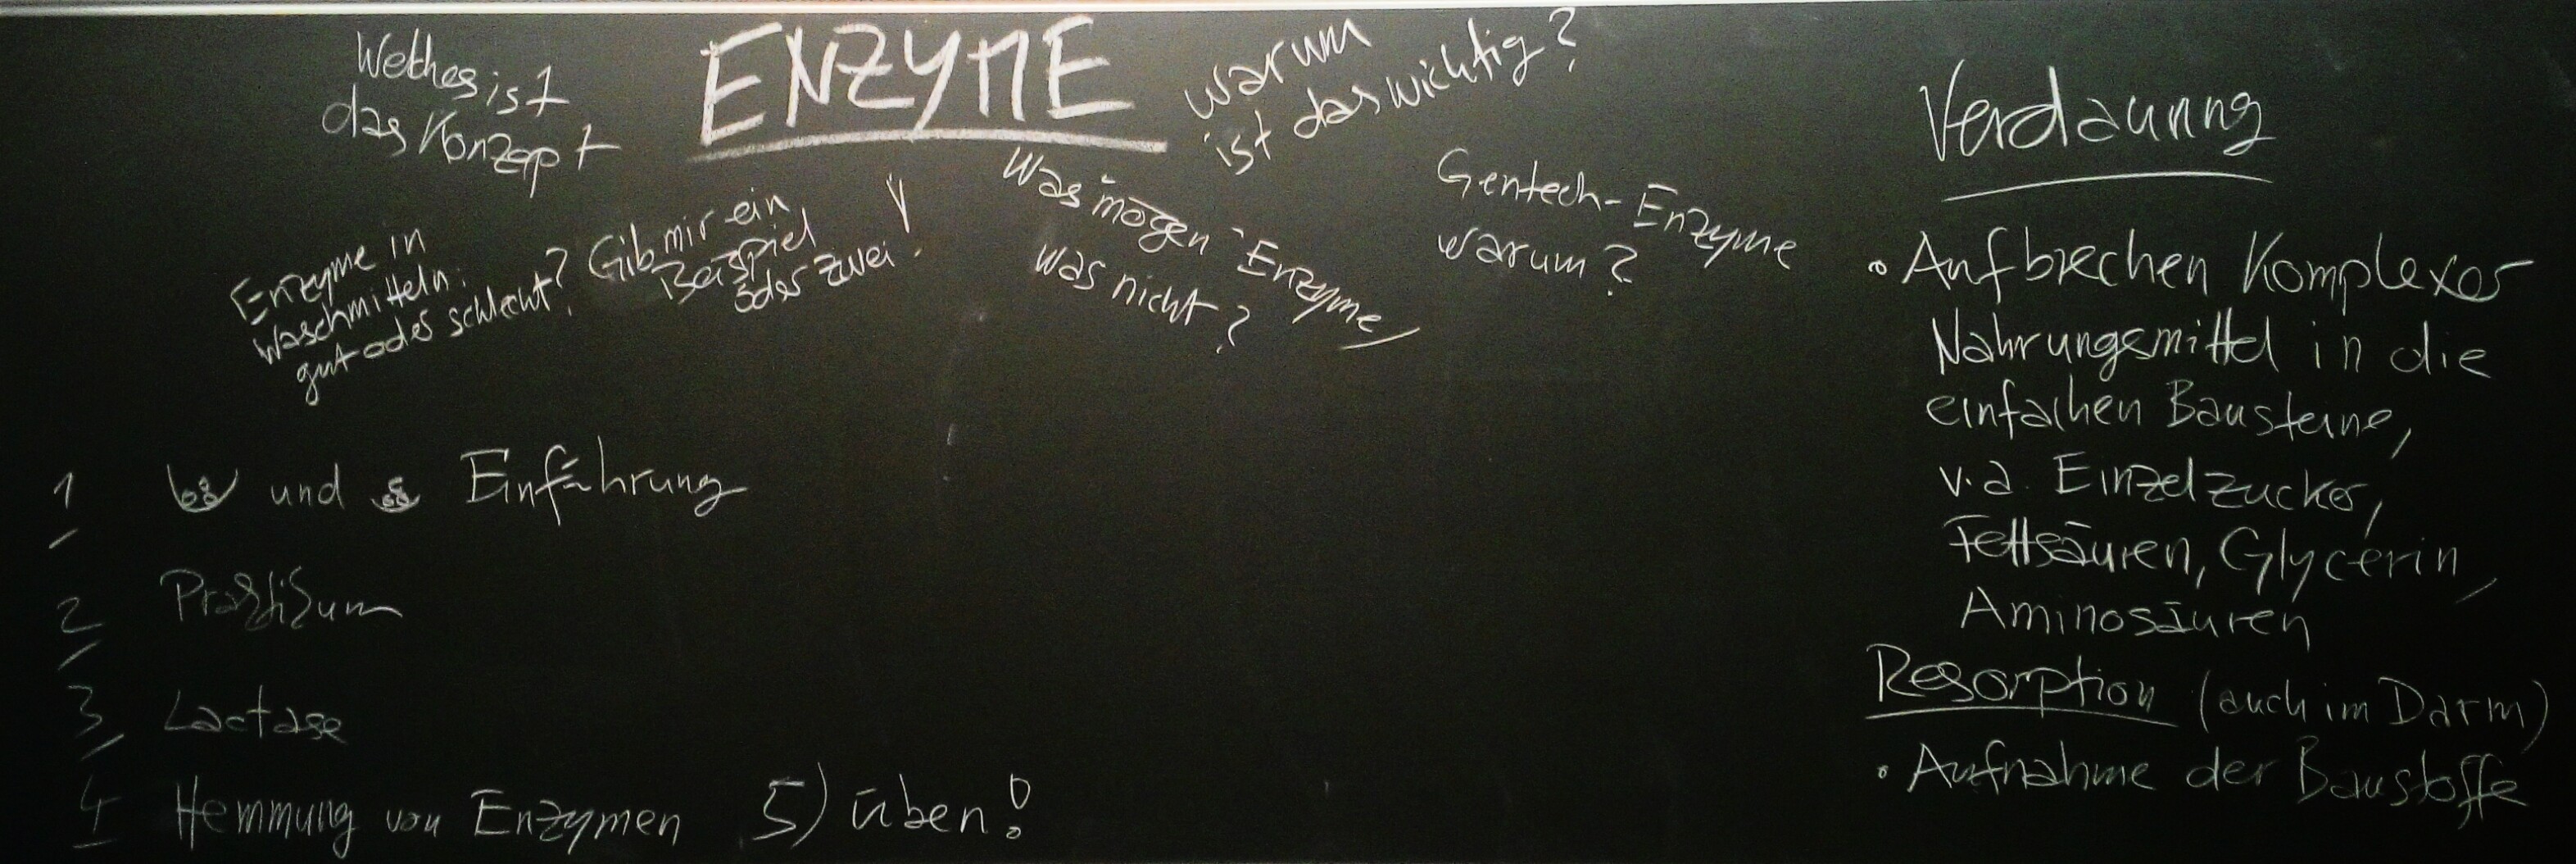 ENZYME
Welches ist
das Konzept
warum
ist das wichtig?
Enzyme in
Waschmitteln:
gut oder schlecht?
Gib mir ein
Beispiel
oder zwei!
Was mögen Enzyme,
was nicht?
Gentech-Enzyme
warum?
1 und Einführung
2 Praktikum
3 Lactase
4 Hemmung von Enzymen 5) üben!
Verdauung
• Aufbrechen Komplexer
Nahrungsmittel in die
einfachen Bausteine,
v.a. Einzelzucker,
Fettsäuren, Glycerin,
Aminosäuren
Resorption (auch im Darm)
• Aufnahme der Baustoffe